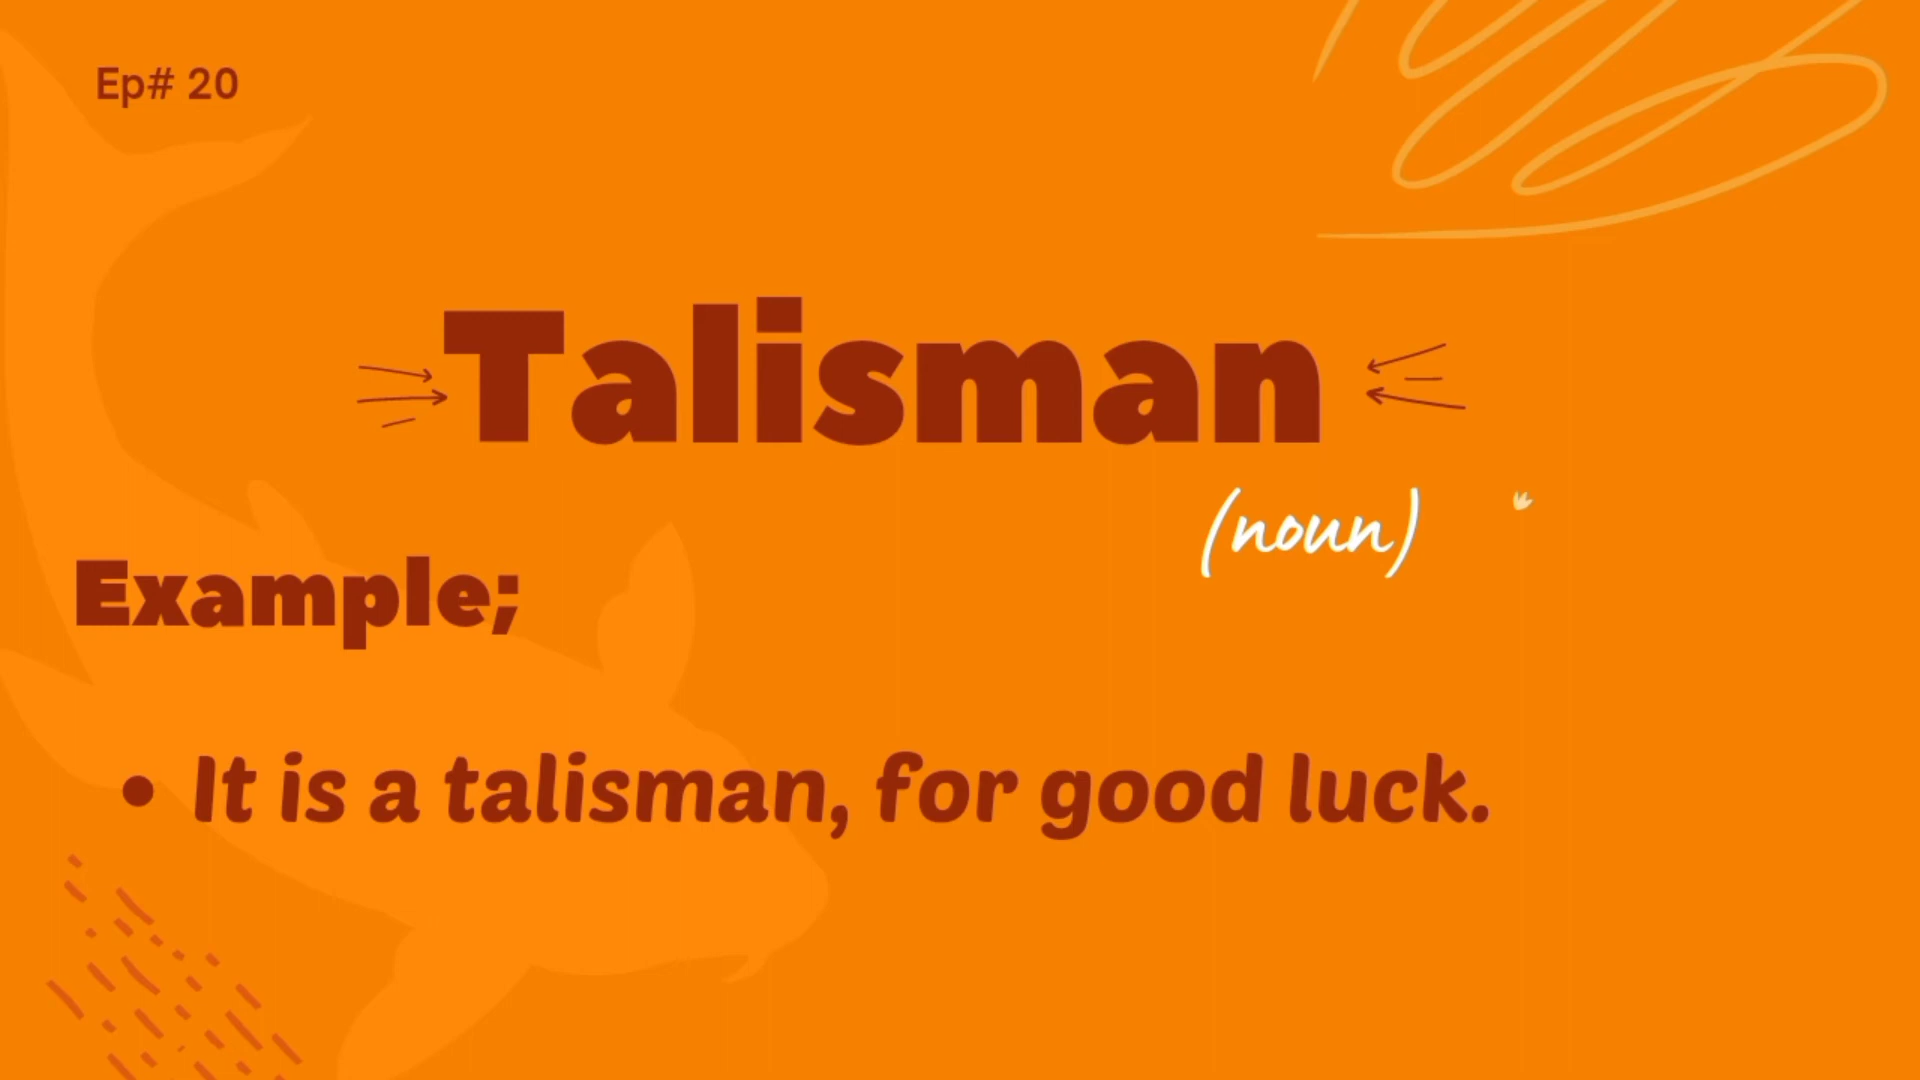 Ep# 20
Talisman
(noun)
Example;
• It is a talisman, for good luck.